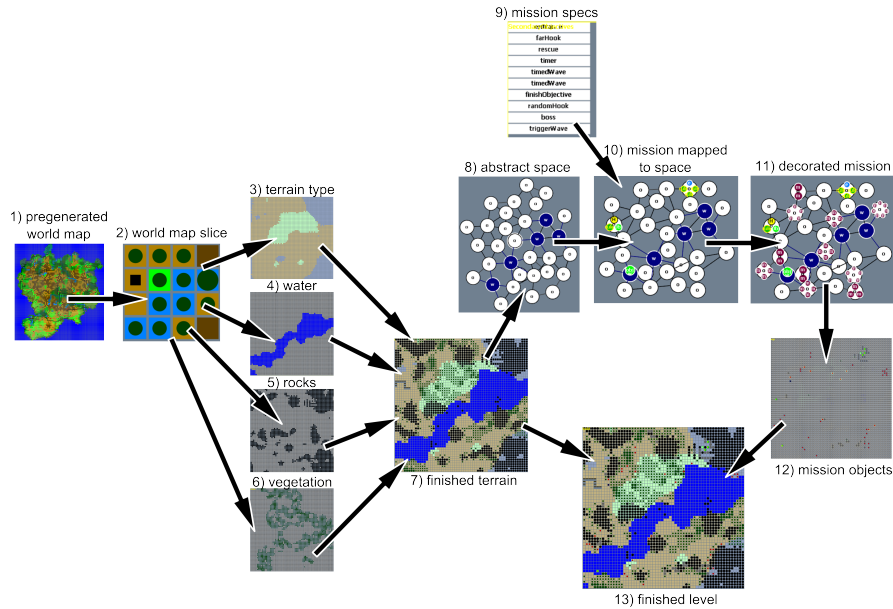 9) mission specs
farHook
rescue
timer
timedWave
timedWave
finishObjective
randomHook
boss
triggerWave
10) mission mapped
to space
8) abstract space
11) decorated mission
3) terrain type
1) pregenerated
world map
2) world map slice
4) water
5) rocks
6) vegetation
7) finished terrain
12) mission objects
13) finished level